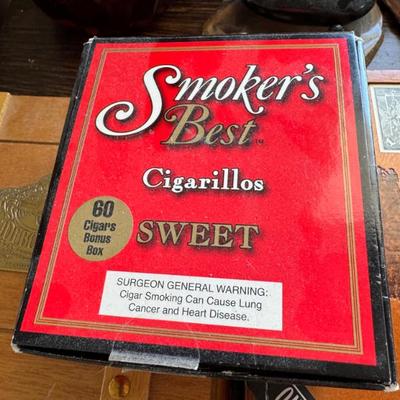 Smoker's
Best™
Cigarillos
60
Cigars
Bonus
Box
SWEET
SURGEON GENERAL WARNING:
Cigar Smoking Can Cause Lung
Cancer and Heart Disease.